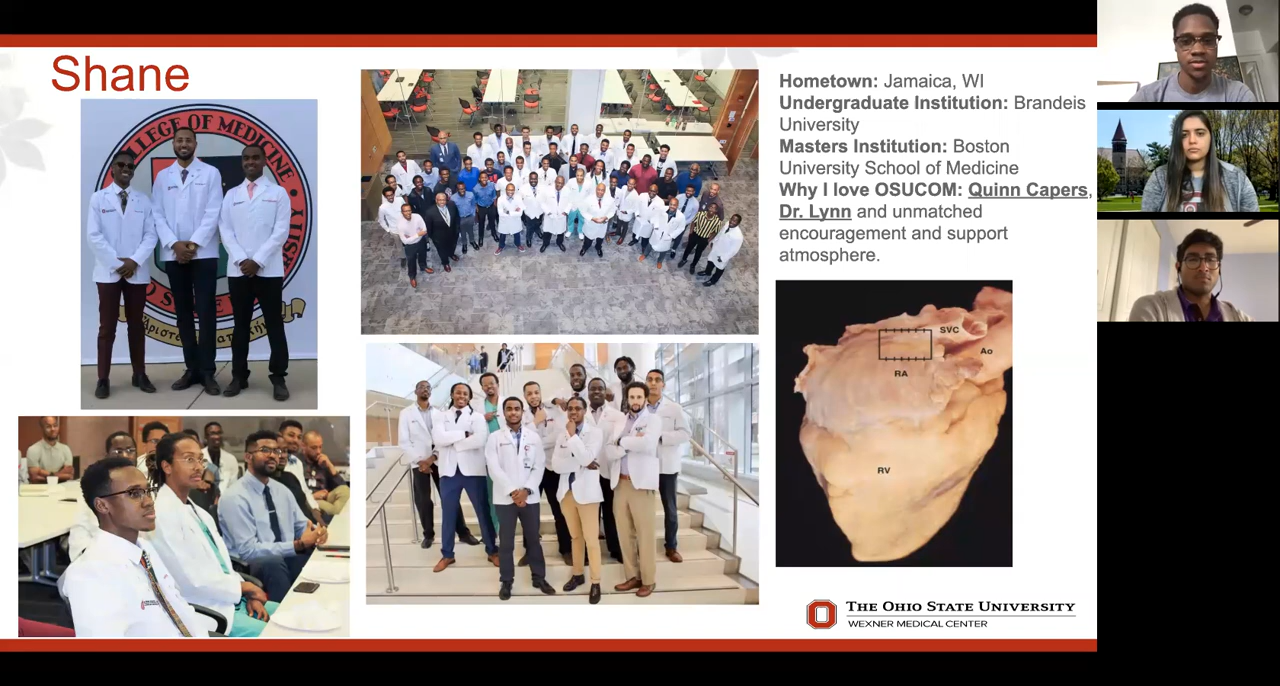 Shane
COLLEGE OF MEDICINE
Hometown: Jamaica, WI
Undergraduate Institution: Brandeis
University
Masters Institution: Boston
University School of Medicine
Why I love OSUCOM: Quinn Capers,
Dr. Lynn and unmatched
encouragement and support
atmosphere.
SVC
Ao
RA
RV
THE OHIO STATE UNIVERSITY
WEXNER MEDICAL CENTER